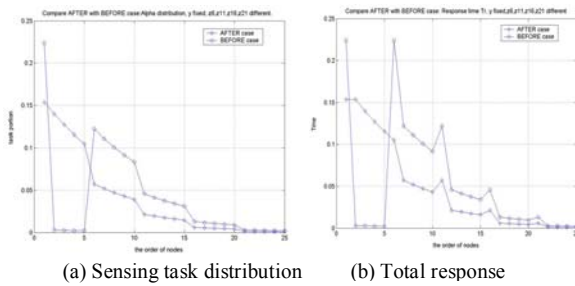 Compare AFTER with BEFORE case:Alpha distribution, y fixed, z6,z11,z16,z21 different.
AFTER case
BEFORE case
0.25
0.2
0.15
0.1
0.05
0
task portion
0 5 10 15 20 25
the order of nodes
(a) Sensing task distribution
Compare AFTER with BEFORE case: Response time Ti, y fixed,z6,z11,z16,z21 different
AFTER case
BEFORE case
0.25
0.2
0.15
0.1
0.05
0
Time
0 5 10 15 20 25
the order of nodes
(b) Total response